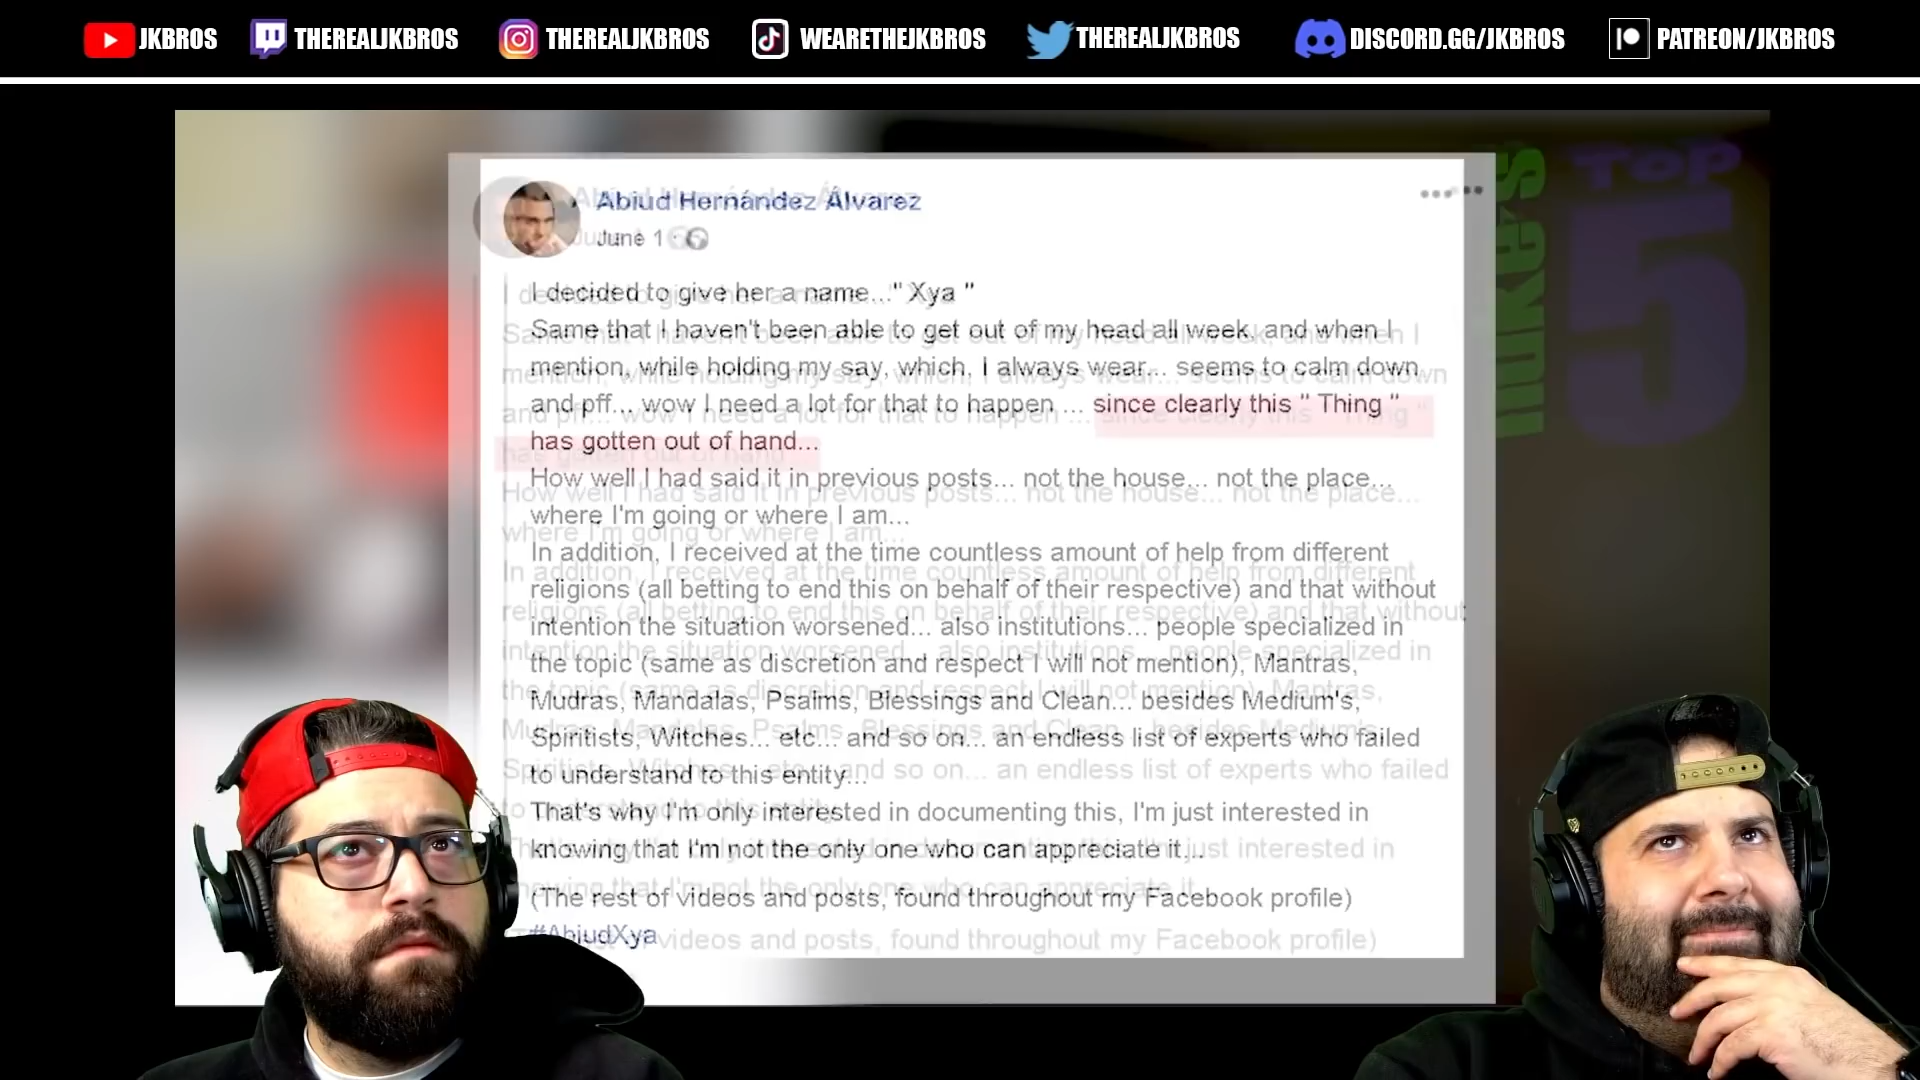 JKBROS THEREALJKBROS THEREALJKBROS WEARETHEJKBROS THEREALJKBROS DISCORD.GG/JKBROS PATREON/JKBROS
NUKE'S TOP 5
Abiud Hernández Álvarez
June 1
I decided to give her a name..." Xya "
Same that I haven't been able to get out of my head all week, and when I
mention, while holding my say, which, I always wear... seems to calm down
and pff... wow I need a lot for that to happen ... since clearly this " Thing "
has gotten out of hand...
How well I had said it in previous posts... not the house... not the place...
where I'm going or where I am...
In addition, I received at the time countless amount of help from different
religions (all betting to end this on behalf of their respective) and that without
intention the situation worsened... also institutions... people specialized in
the topic (same as discretion and respect I will not mention), Mantras,
Mudras, Mandalas, Psalms, Blessings and Clean... besides Medium's,
Spiritists, Witches... etc... and so on... an endless list of experts who failed
to understand to this entity...
That's why I'm only interested in documenting this, I'm just interested in
knowing that I'm not the only one who can appreciate it...
(The rest of videos and posts, found throughout my Facebook profile)
#AbiudXya